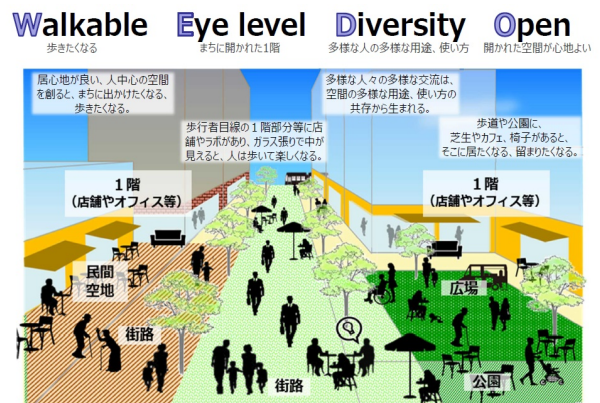 Walkable
歩きたくなる
Eye level
まちに開かれた1階
Diversity
多様な人の多様な用途、使い方
Open
開かれた空間が心地よい
居心地が良い、人中心の空間
を創ると、まちに出かけたくなる、
歩きたくなる。
歩行者目線の1階部分等に店
舗やラボがあり、ガラス張りで中が
見えると、人は歩いて楽しくなる。
多様な人々の多様な交流は、
空間の多様な用途、使い方の
共存から生まれる。
歩道や公園に、
芝生やカフェ、椅子があると、
そこに居たくなる、留まりたくなる。
1階
(店舗やオフィス等)
1階
(店舗やオフィス等)
民間
空地
街路
街路
広場
公園